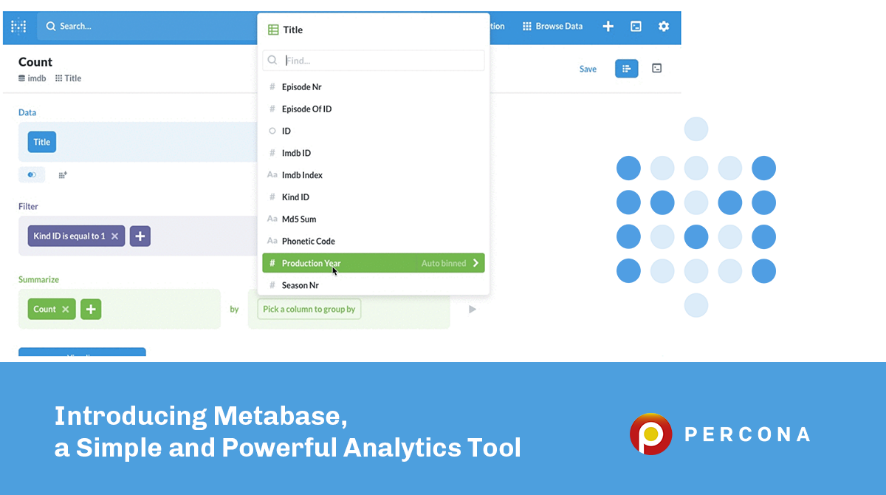 Search...
tion
Browse Data
Count
imdb Title
Save
Data
Title
Filter
Kind ID is equal to 1
Summarize
Count
by
Pick a column to group by
Title
Find...
# Episode Nr
# Episode Of ID
ID
# Imdb ID
Aa Imdb Index
# Kind ID
Aa Md5 Sum
Aa Phonetic Code
# Production Year Auto binned
# Season Nr
Introducing Metabase,
a Simple and Powerful Analytics Tool
PERCONA